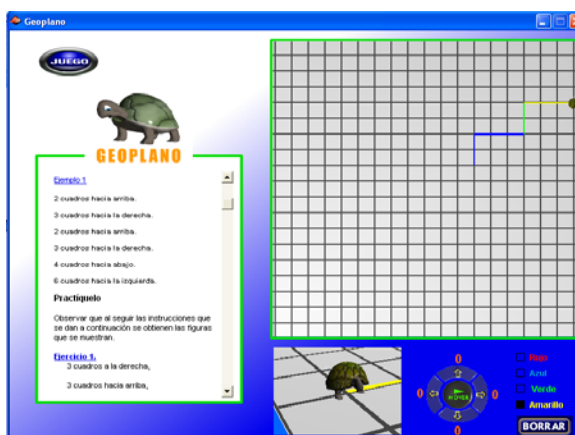 Geoplano
JUEGO
GEOPLANO
Ejemplo 1
2 cuadros hacia arriba.
3 cuadros hacia la derecha.
2 cuadros hacia arriba.
3 cuadros hacia la derecha.
4 cuadros hacia abajo.
6 cuadros hacia la izquierda.
Practíquelo
Observar que al seguir las instrucciones que
se dan a continuación se obtienen las figuras
que se muestran.
Ejercicio 1.
3 cuadros a la derecha,
3 cuadros hacia arriba,
0
0
0
0
MOVER
Rojo
Azul
Verde
Amarillo
BORRAR